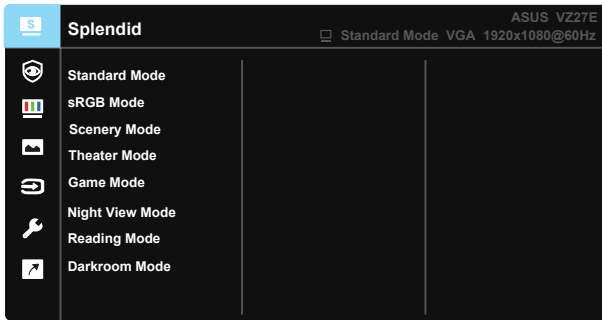 S
Splendid
ASUS VZ27E
Standard Mode VGA 1920x1080@60Hz
Standard Mode
sRGB Mode
Scenery Mode
Theater Mode
Game Mode
Night View Mode
Reading Mode
Darkroom Mode